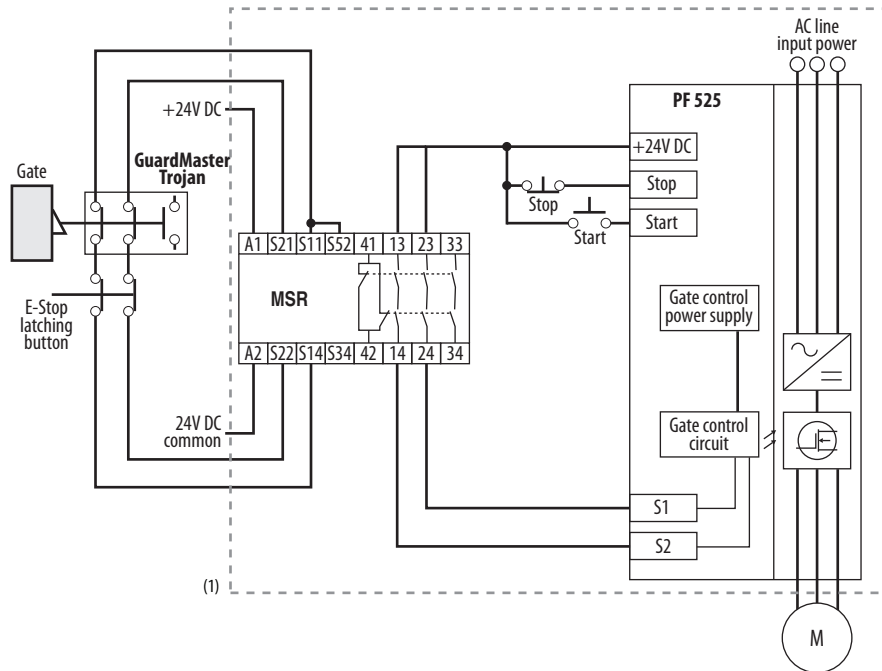 AC line
input power
PF 525
+24V DC
GuardMaster
Trojan
Gate
+24V DC
Stop
Stop
Start
Start
A1 S21 S11 S52 41 13 23 33
MSR
E-Stop
latching
button
Gate control
power supply
A2 S22 S14 S34 42 14 24 34
24V DC
common
Gate control
circuit
S1
S2
(1)
M